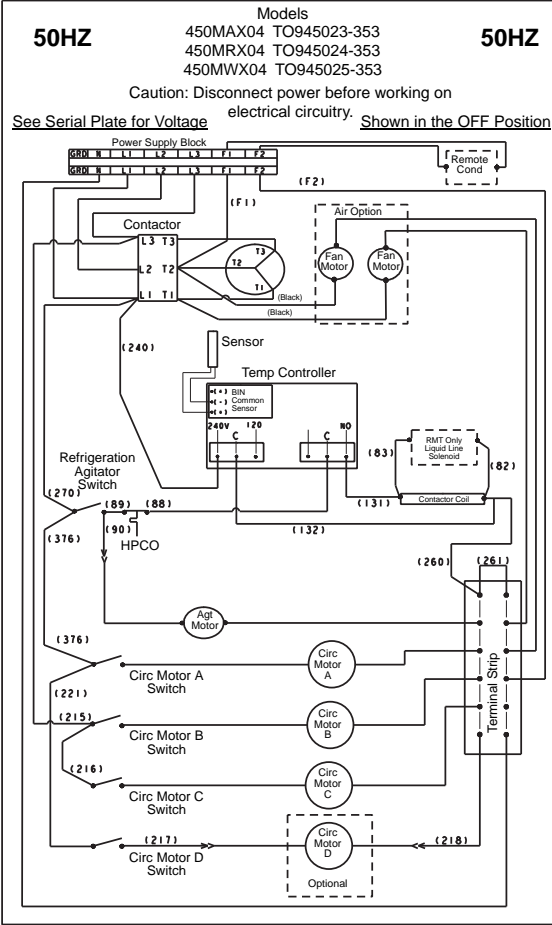 Models
50HZ
450MAX04 TO945023-353
50HZ
450MRX04 TO945024-353
450MWX04 TO945025-353
Caution: Disconnect power before working on
electrical circuitry.
See Serial Plate for Voltage
Shown in the OFF Position
Power Supply Block
GRD N L1 L2 L3 F1 F2
GRD N L1 L2 L3 F1 F2
Remote
Cond
(F2)
(F1)
Air Option
Contactor
L3 T3
L2 T2
L1 T1
T3
T2
T1
Fan
Motor
Fan
Motor
(Black)
(Black)
(240)
Sensor
Temp Controller
(+) BIN
(-) Common
(+) Sensor
240V 120
C
NO
C
RMT Only
Liquid Line
Solenoid
(83)
(82)
Contactor Coil
(131)
(132)
Refrigeration
Agitator
Switch
(270)
(89)
(88)
(90)
HPCO
(376)
(260)
(261)
Agt
Motor
Terminal Strip
(376)
Circ Motor A
Switch
Circ
Motor
A
(221)
(215)
Circ Motor B
Switch
Circ
Motor
B
(216)
Circ Motor C
Switch
Circ
Motor
C
(217)
Circ Motor D
Switch
Circ
Motor
D
(218)
Optional